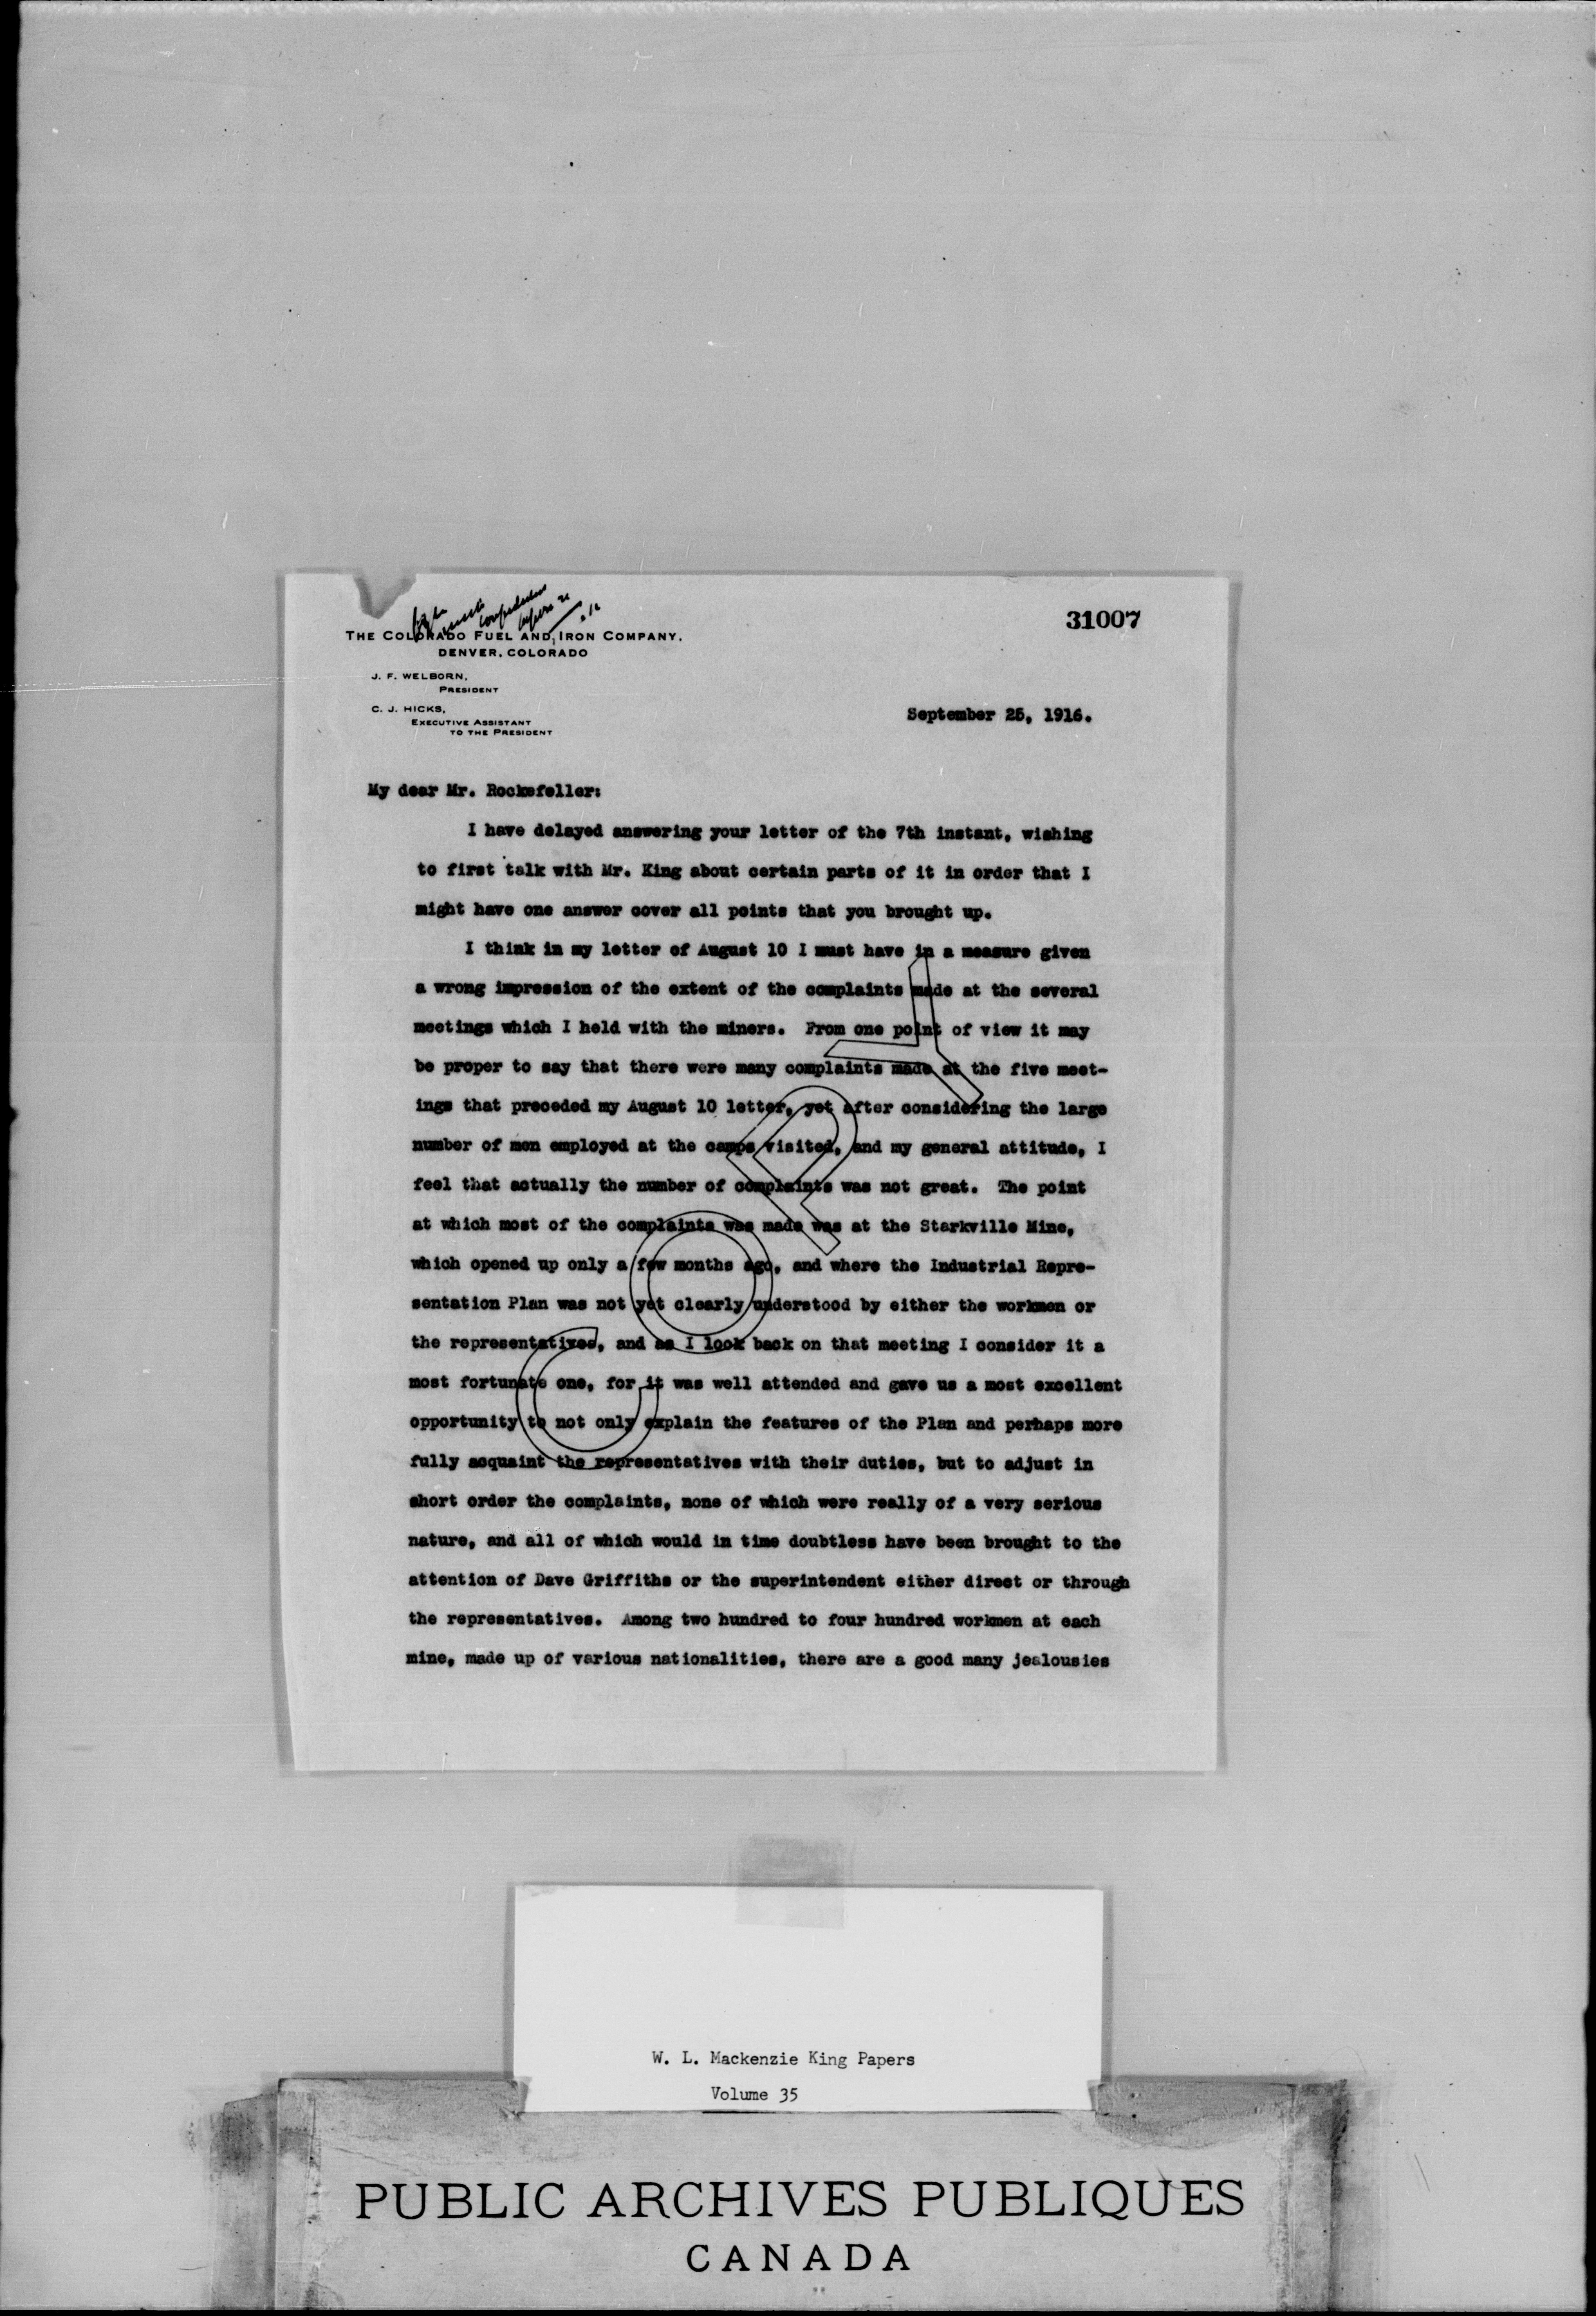 31007
THE COLORADO FUEL AND IRON COMPANY.
DENVER, COLORADO
J. F. WELBORN,
PRESIDENT
C. J. HICKS,
EXECUTIVE ASSISTANT
TO THE PRESIDENT
September 25, 1916.
My dear Mr. Rockefeller:
I have delayed answering your letter of the 7th instant, wishing
to first talk with Mr. King about certain parts of it in order that I
might have one answer cover all points that you brought up.
I think in my letter of August 10 I must have in a measure given
a wrong impression of the extent of the complaints made at the several
meetings which I held with the miners. From one point of view it may
be proper to say that there were many complaints made at the five meet-
ings that preceded my August 10 letter, yet after considering the large
number of men employed at the camps visited, and my general attitude, I
feel that actually the number of complaints was not great. The point
at which most of the complaints was made was at the Starkville Mine,
which opened up only a few months ago, and where the Industrial Repre-
sentation Plan was not yet clearly understood by either the workmen or
the representatives, and as I look back on that meeting I consider it a
most fortunate one, for it was well attended and gave us a most excellent
opportunity to not only explain the features of the Plan and perhaps more
fully acquaint the representatives with their duties, but to adjust in
short order the complaints, none of which were really of a very serious
nature, and all of which would in time doubtless have been brought to the
attention of Dave Griffiths or the superintendent either direct or through
the representatives. Among two hundred to four hundred workmen at each
mine, made up of various nationalities, there are a good many jealousies
COPY
W. L. Mackenzie King Papers
Volume 35
PUBLIC ARCHIVES PUBLIQUES
CANADA